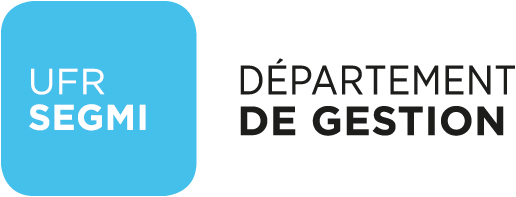 UFR
SEGMI
DÉPARTEMENT
DE GESTION